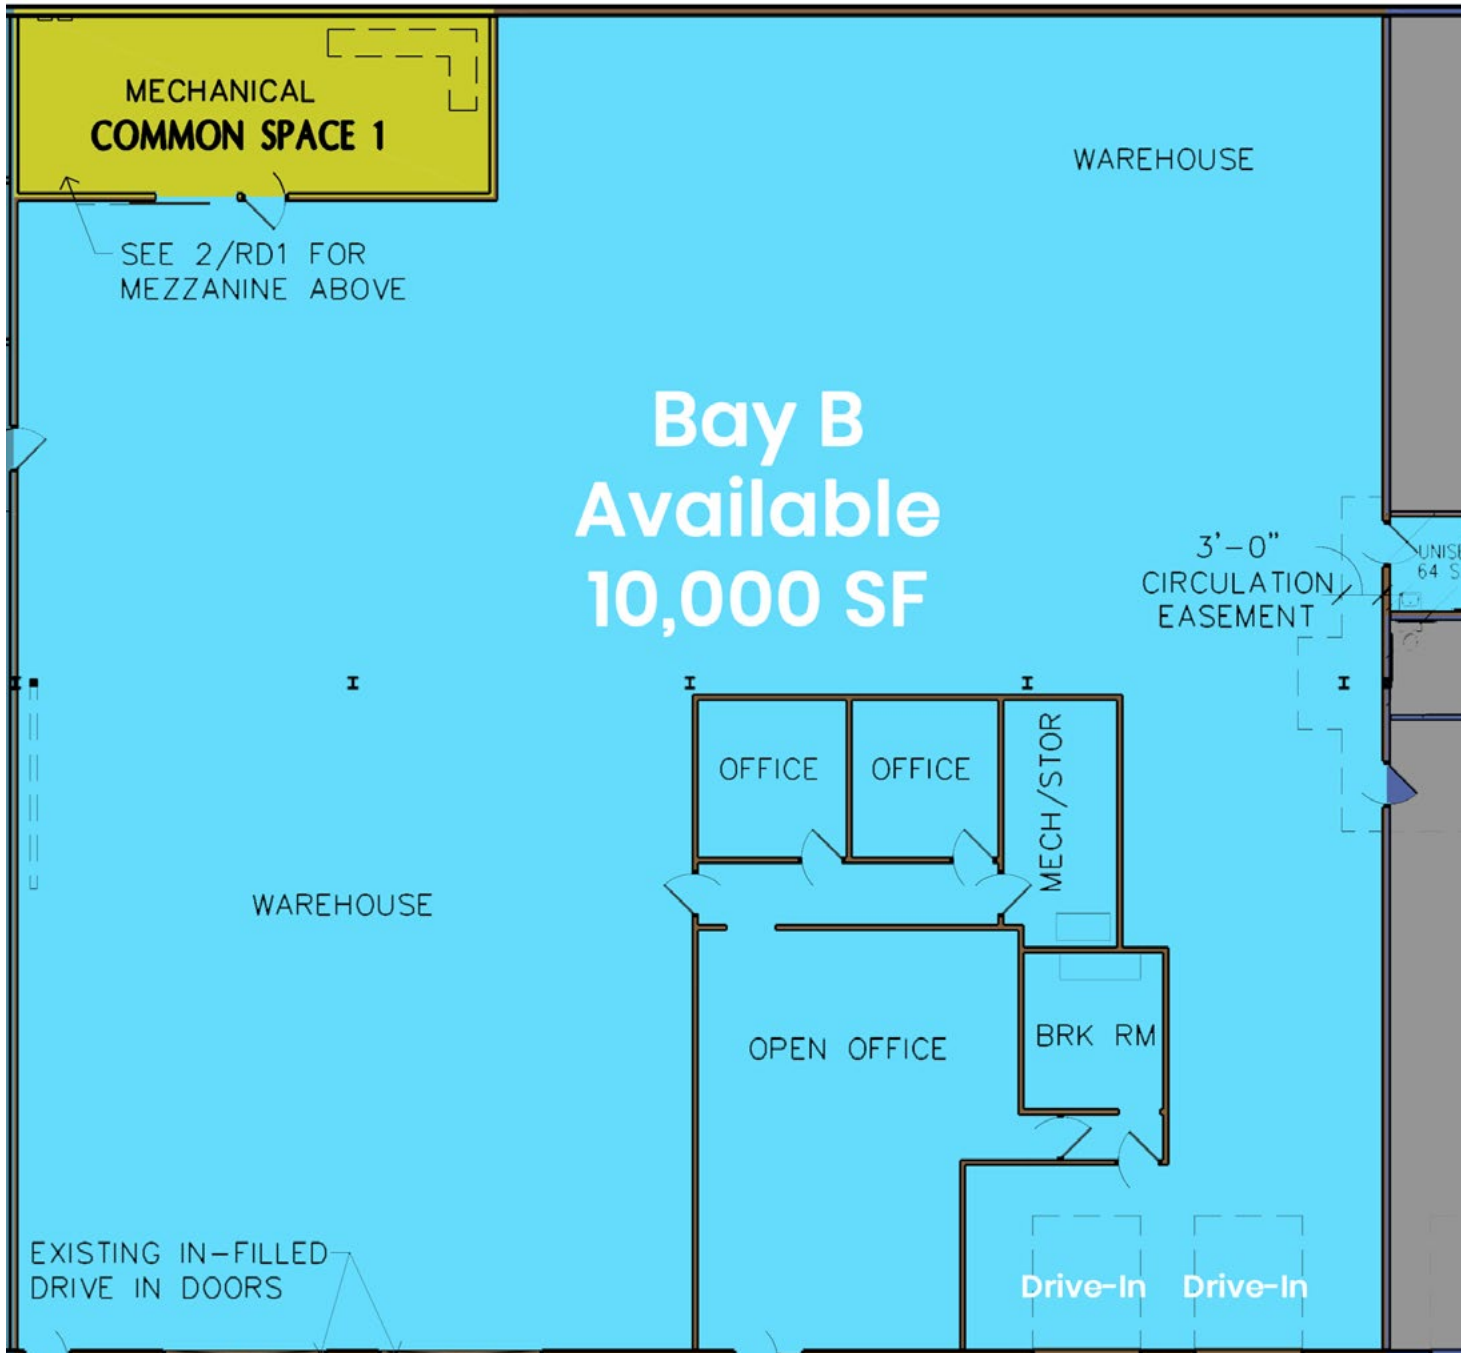 MECHANICAL
COMMON SPACE 1
WAREHOUSE
SEE 2/RD1 FOR
MEZZANINE ABOVE
Bay B
Available
10,000 SF
3'-0"
CIRCULATION
EASEMENT
64
OFFICE
OFFICE
MECH/STOR
WAREHOUSE
OPEN OFFICE
BRK RM
EXISTING IN-FILLED
DRIVE IN DOORS
Drive-In
Drive-In